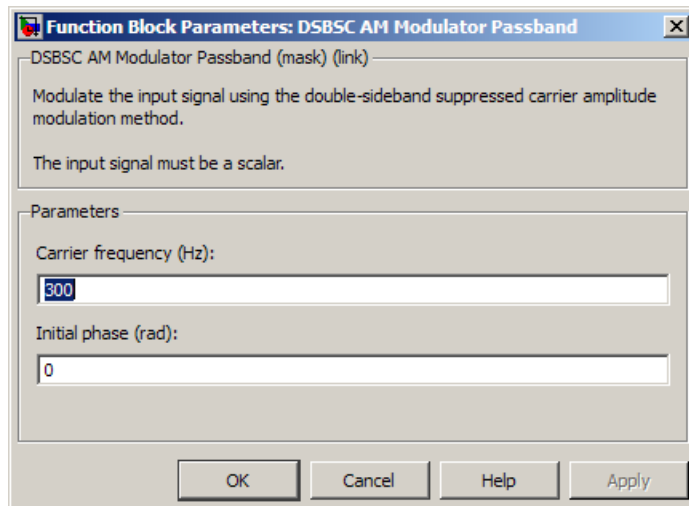 Function Block Parameters: DSBSC AM Modulator Passband
DSBSC AM Modulator Passband (mask) (link)
Modulate the input signal using the double-sideband suppressed carrier amplitude
modulation method.
The input signal must be a scalar.
Parameters
Carrier frequency (Hz):
300
Initial phase (rad):
0
OK
Cancel
Help
Apply